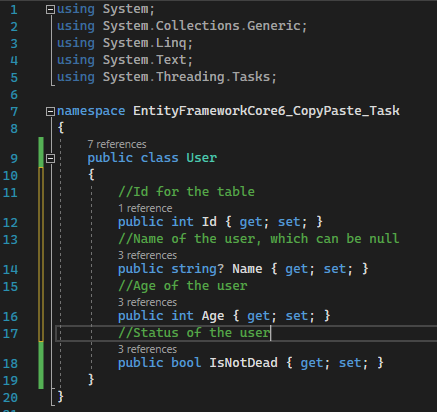 1 using System;
2 using System.Collections.Generic;
3 using System.Linq;
4 using System.Text;
5 using System.Threading.Tasks;
6
7 namespace EntityFrameworkCore6_CopyPaste_Task
8 {
7 references
9 public class User
10 {
11 //Id for the table
1 reference
12 public int Id { get; set; }
13 //Name of the user, which can be null
3 references
14 public string? Name { get; set; }
15 //Age of the user
3 references
16 public int Age { get; set; }
17 //Status of the user
3 references
18 public bool IsNotDead { get; set; }
19 }
20 }